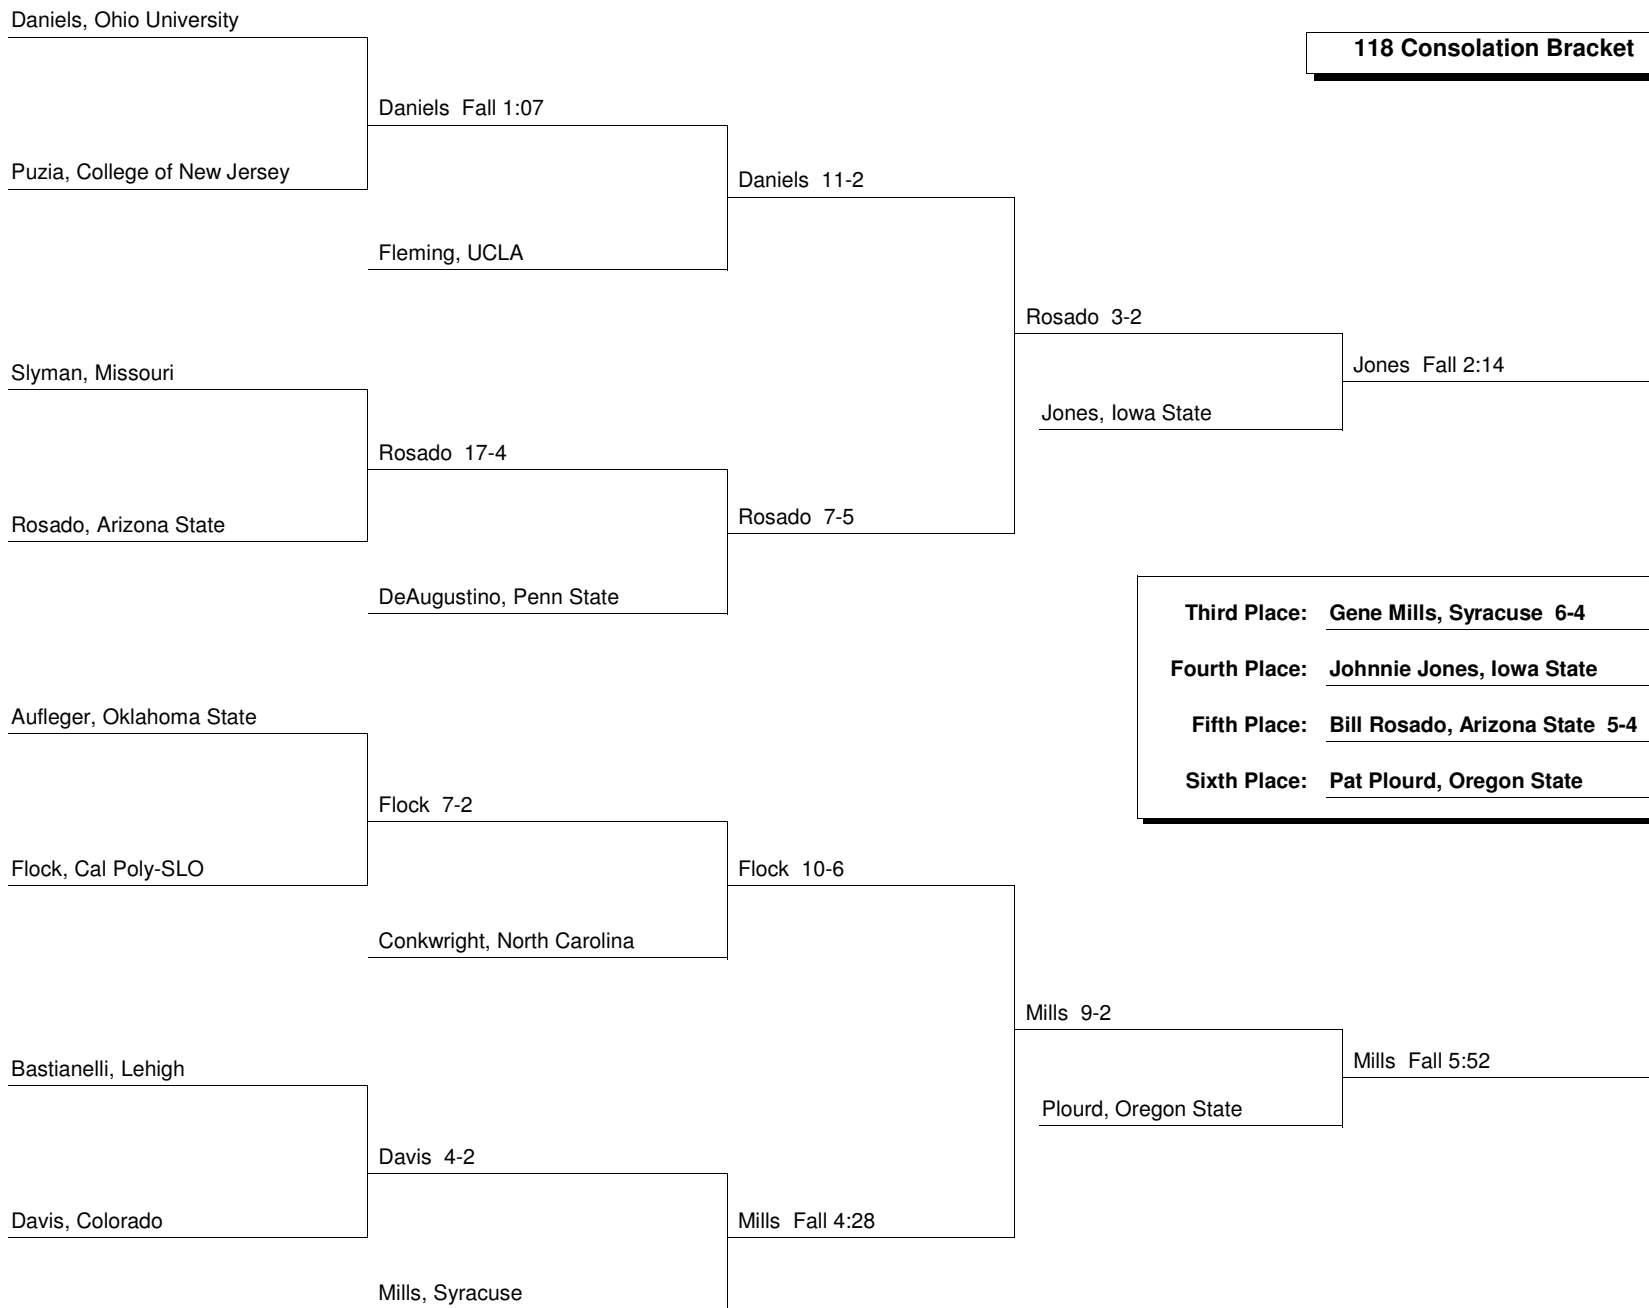 Daniels, Ohio University
118 Consolation Bracket
Daniels  Fall 1:07
Puzia, College of New Jersey
Daniels  11-2
Fleming, UCLA
Rosado  3-2
Slyman, Missouri
Jones  Fall 2:14
Jones, Iowa State
Rosado  17-4
Rosado, Arizona State
Rosado  7-5
DeAugustino, Penn State
Third Place: Gene Mills, Syracuse  6-4
Fourth Place: Johnnie Jones, Iowa State
Fifth Place: Bill Rosado, Arizona State  5-4
Sixth Place: Pat Plourd, Oregon State
Aufleger, Oklahoma State
Flock  7-2
Flock, Cal Poly-SLO
Flock  10-6
Conkwright, North Carolina
Mills  9-2
Bastianelli, Lehigh
Mills  Fall 5:52
Plourd, Oregon State
Davis  4-2
Davis, Colorado
Mills  Fall 4:28
Mills, Syracuse